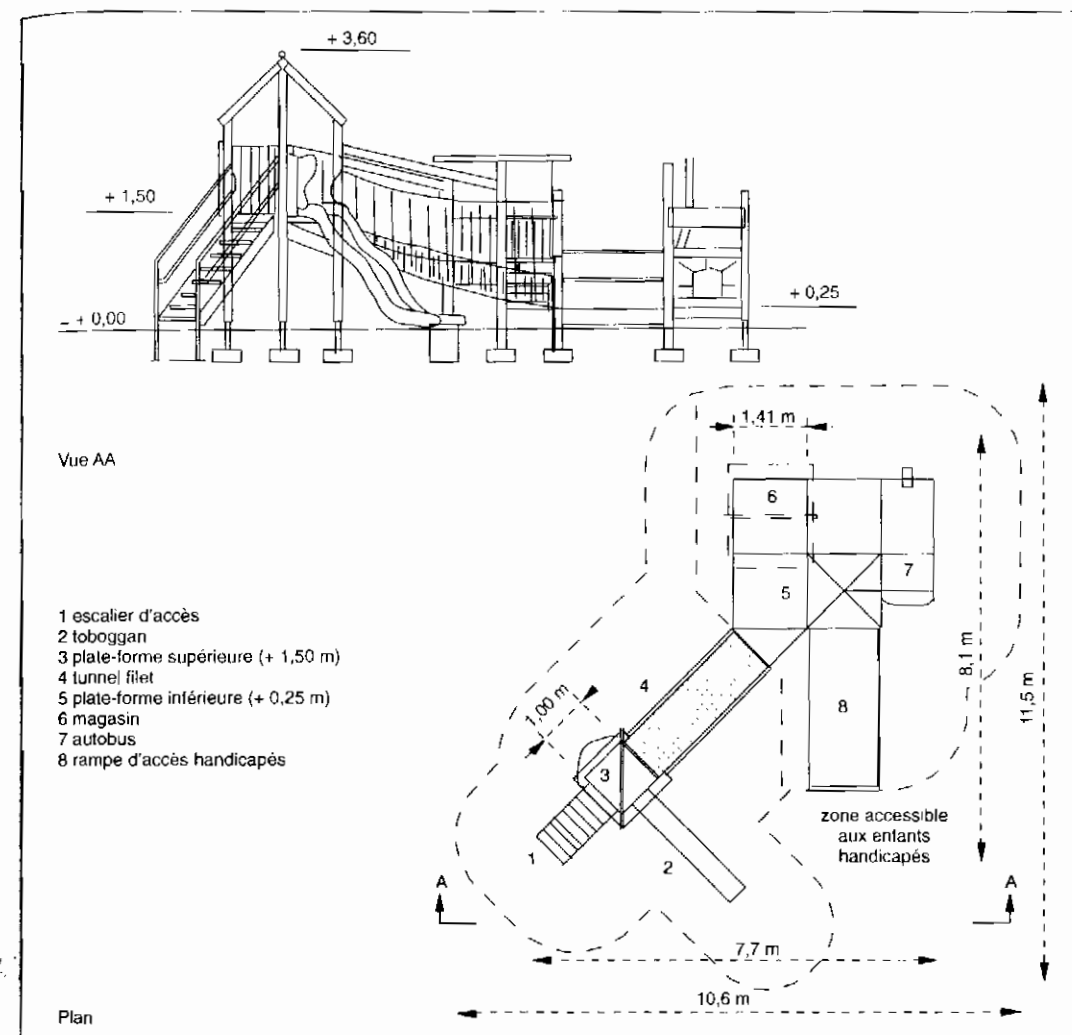 + 3,60
+ 1,50
+ 0,25
– + 0,00
Vue AA
1,41 m
6
7
5
8,1 m
11,5 m
1 escalier d'accès
2 toboggan
3 plate-forme supérieure (+ 1,50 m)
4 tunnel filet
5 plate-forme inférieure (+ 0,25 m)
6 magasin
7 autobus
8 rampe d'accès handicapés
4
1,00 m
8
3
zone accessible
aux enfants
handicapés
1
2
A
A
7,7 m
10,6 m
Plan